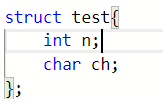 struct test{
    int n;
    char ch;
};